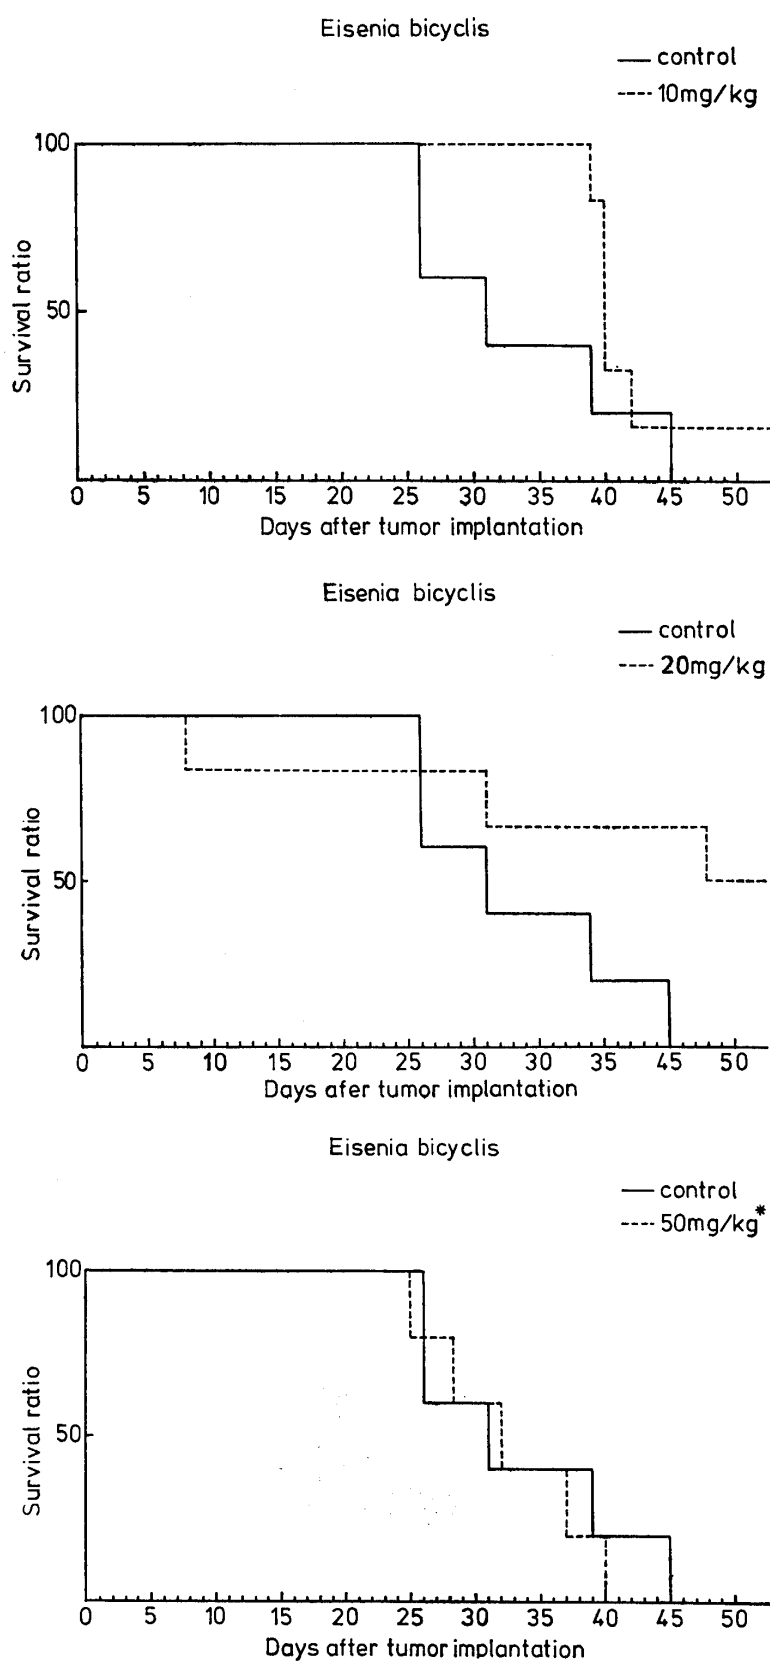 Eisenia bicyclis
control
10mg/kg
100
50
Survival ratio
0 5 10 15 20 25 30 35 40 45 50
Days after tumor implantation
Eisenia bicyclis
control
20mg/kg
100
50
Survival ratio
0 5 10 15 20 25 30 30 35 45 50
Days afer tumor implantation
Eisenia bicyclis
control
50mg/kg*
100
50
Survival ratio
0 5 10 15 20 25 30 35 40 45 50
Days after tumor implantation